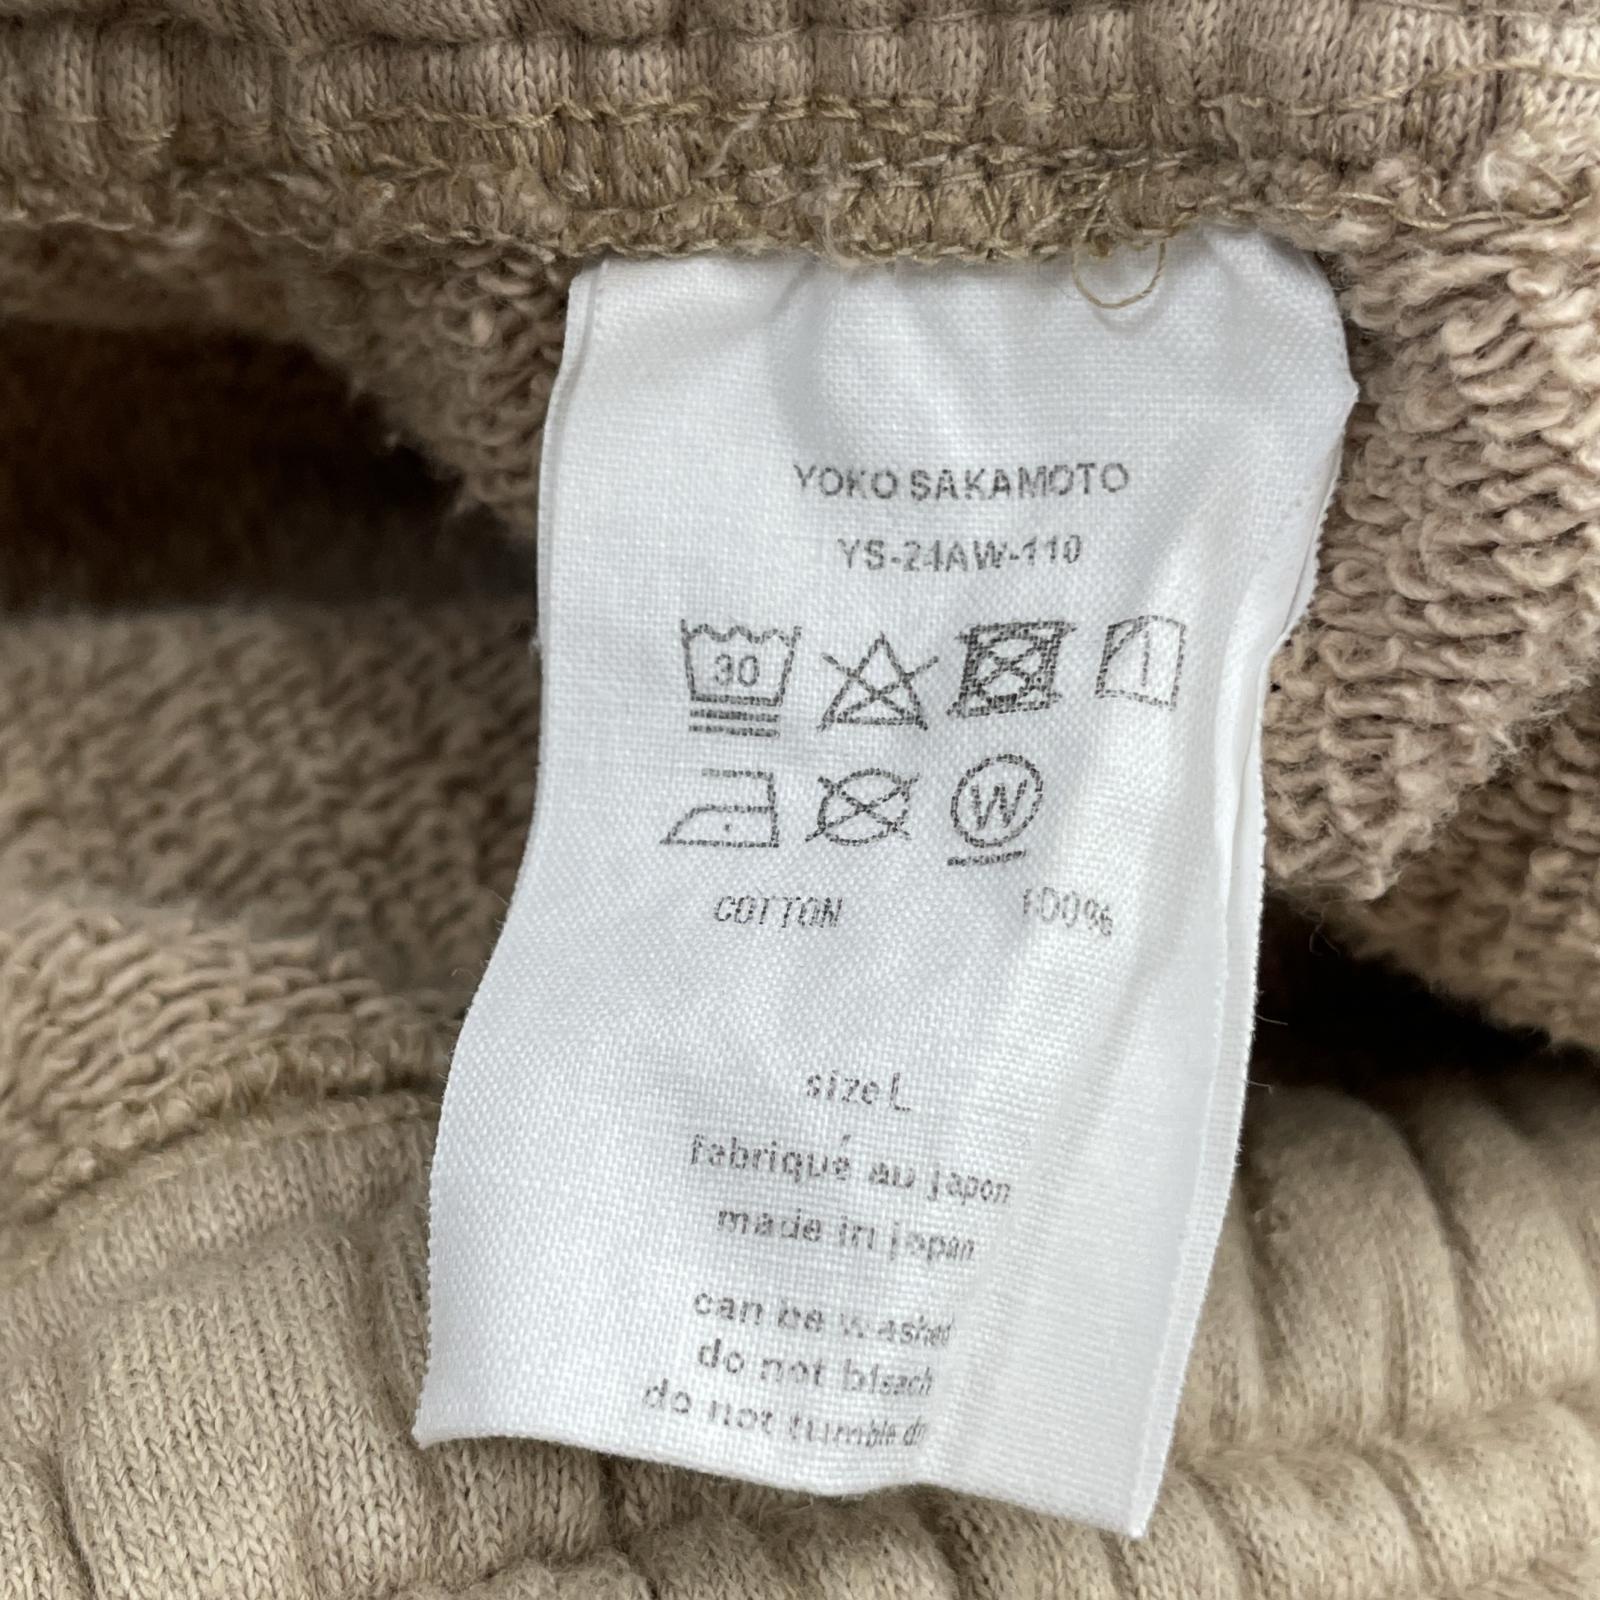 YOKO SAKAMOTO
YS-24AW-110
30
W
COTTON 100%
size L
fabriqué au japon
made in japan
can be washed
do not bleach
do not tumble dry